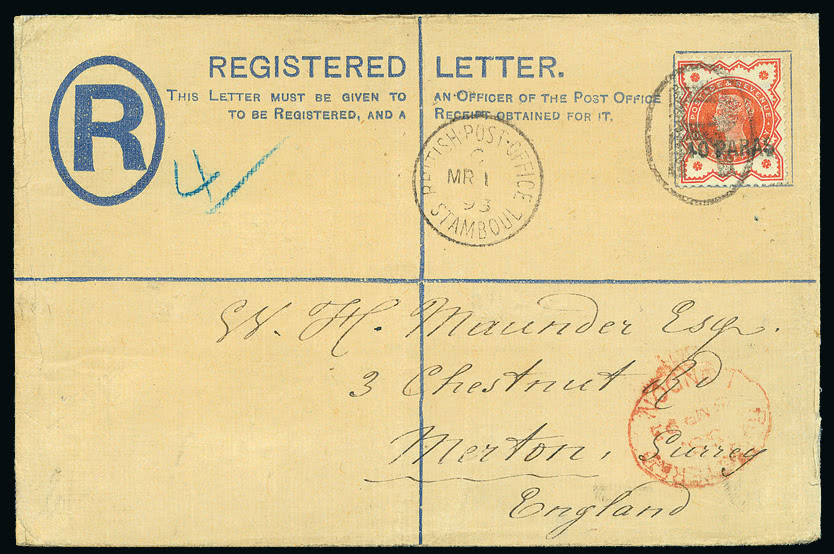 REGISTERED LETTER.
THIS LETTER MUST BE GIVEN TO AN OFFICER OF THE POST OFFICE
TO BE REGISTERED, AND A RECEIPT OBTAINED FOR IT.
R
4
BRITISH·POST·OFFICE
C
MR 1
93
STAMBOUL
POSTAGE & REVENUE
40 PARAS
W. H. Maunder Esq.
3 Chestnut Rd
Merton, Surrey
England
REGISTERED
LONDON